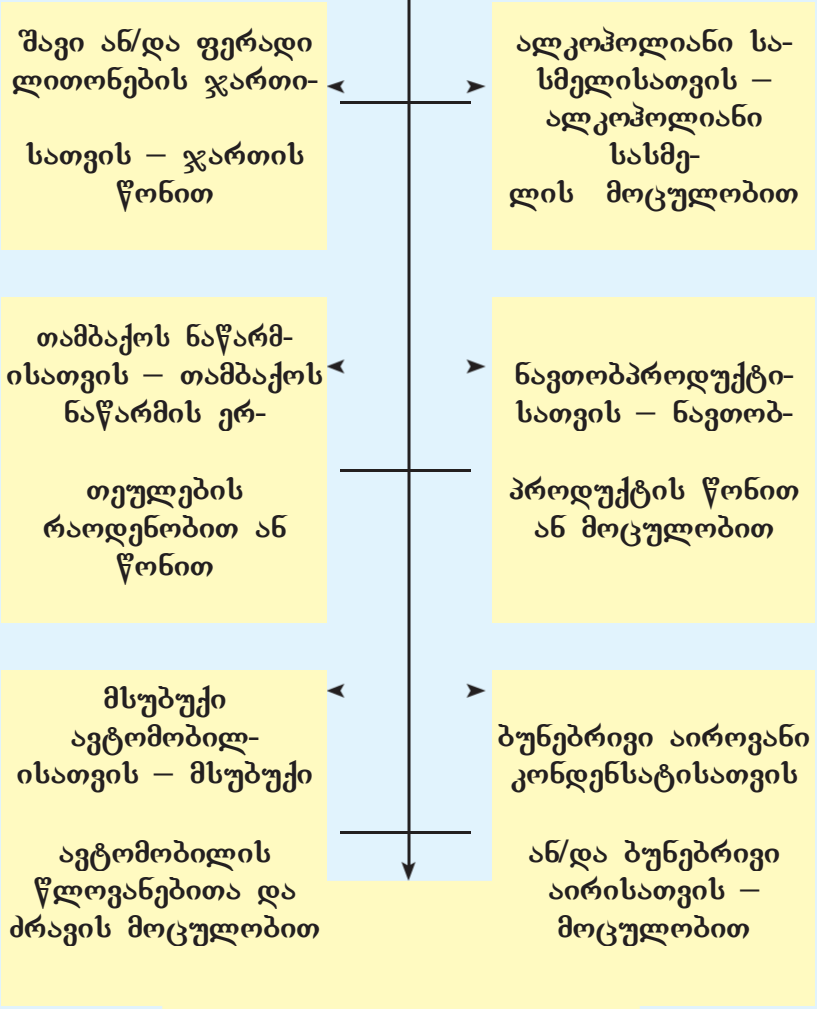 შავი ან/და ფერადი
ლითონების ჯართი-
სათვის – ჯართის
წონით
ალკოჰოლიანი სა-
სმელისათვის –
ალკოჰოლიანი
სასმე-
ლის მოცულობით
თამბაქოს ნაწარმ-
ისათვის – თამბაქოს
ნაწარმის ერ-
თეულების
რაოდენობით ან
წონით
ნავთობპროდუქტი-
სათვის – ნავთობ-
პროდუქტის წონით
ან მოცულობით
მსუბუქი
ავტომობილ-
ისათვის – მსუბუქი
ავტომობილის
წლოვანებითა და
ძრავის მოცულობით
ბუნებრივი აიროვანი
კონდენსატისათვის
ან/და ბუნებრივი
აირისათვის –
მოცულობით